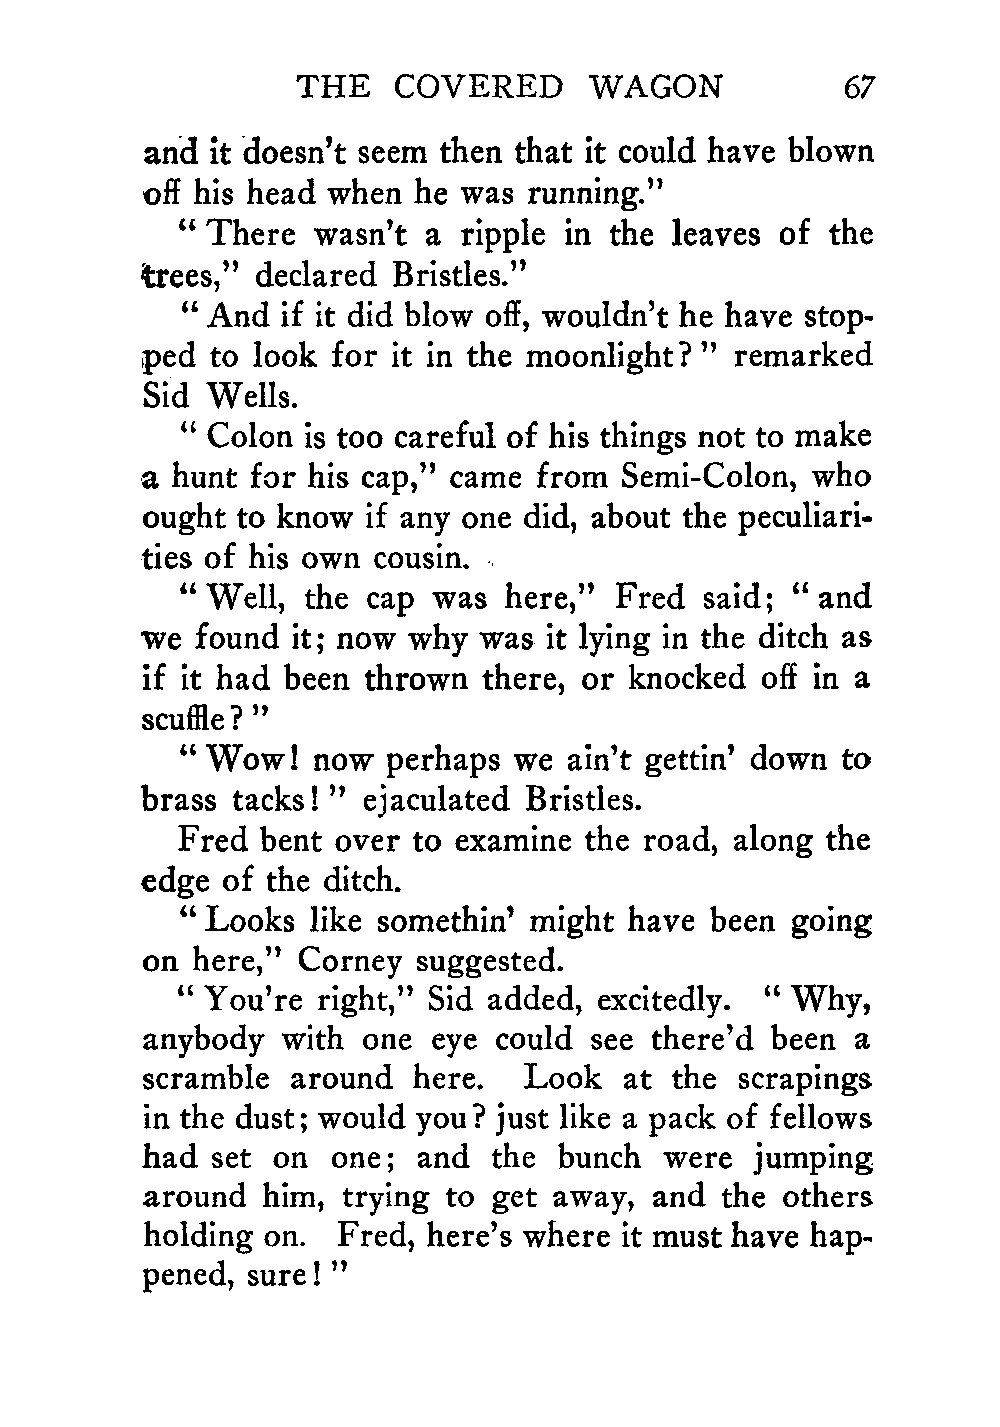 THE COVERED WAGON 67
and it doesn't seem then that it could have blown
off his head when he was running."
"There wasn't a ripple in the leaves of the
trees," declared Bristles."
"And if it did blow off, wouldn't he have stop-
ped to look for it in the moonlight?" remarked
Sid Wells.
"Colon is too careful of his things not to make
a hunt for his cap," came from Semi-Colon, who
ought to know if any one did, about the peculiari-
ties of his own cousin.
"Well, the cap was here," Fred said; "and
we found it; now why was it lying in the ditch as
if it had been thrown there, or knocked off in a
scuffle?"
"Wow! now perhaps we ain't gettin' down to
brass tacks!" ejaculated Bristles.
Fred bent over to examine the road, along the
edge of the ditch.
"Looks like somethin' might have been going
on here," Corney suggested.
"You're right," Sid added, excitedly. "Why,
anybody with one eye could see there'd been a
scramble around here. Look at the scrapings
in the dust; would you? just like a pack of fellows
had set on one; and the bunch were jumping
around him, trying to get away, and the others
holding on. Fred, here's where it must have hap-
pened, sure!"